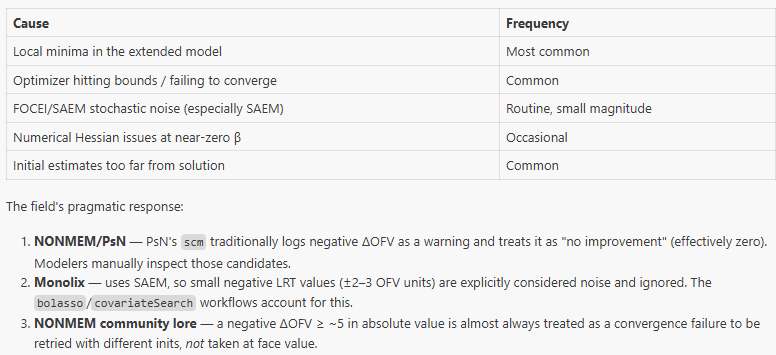 Cause Frequency
Local minima in the extended model Most common
Optimizer hitting bounds / failing to converge Common
FOCEI/SAEM stochastic noise (especially SAEM) Routine, small magnitude
Numerical Hessian issues at near-zero β Occasional
Initial estimates too far from solution Common
The field's pragmatic response:
1. NONMEM/PsN — PsN's scm traditionally logs negative ΔOFV as a warning and treats it as "no improvement" (effectively zero).
Modelers manually inspect those candidates.
2. Monolix — uses SAEM, so small negative LRT values (±2–3 OFV units) are explicitly considered noise and ignored. The
bolasso/covariateSearch workflows account for this.
3. NONMEM community lore — a negative ΔOFV ≥ ~5 in absolute value is almost always treated as a convergence failure to be
retried with different inits, not taken at face value.